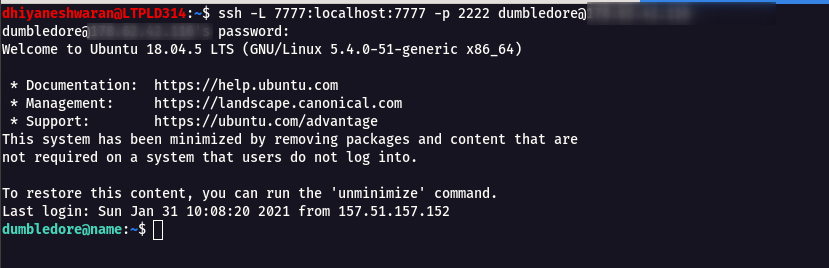 dhiyaneshwaran@LTPLD314:~$ ssh -L 7777:localhost:7777 -p 2222 dumbledore@
dumbledore@ password:
Welcome to Ubuntu 18.04.5 LTS (GNU/Linux 5.4.0-51-generic x86_64)
* Documentation:  https://help.ubuntu.com
* Management:     https://landscape.canonical.com
* Support:        https://ubuntu.com/advantage
This system has been minimized by removing packages and content that are
not required on a system that users do not log into.
To restore this content, you can run the 'unminimize' command.
Last login: Sun Jan 31 10:08:20 2021 from 157.51.157.152
dumbledore@name:~$